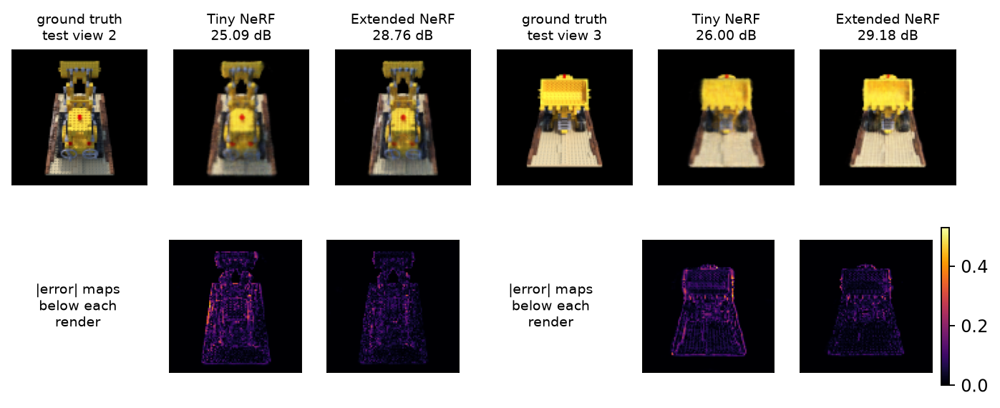 ground truth
test view 2
Tiny NeRF
25.09 dB
Extended NeRF
28.76 dB
ground truth
test view 3
Tiny NeRF
26.00 dB
Extended NeRF
29.18 dB
|error| maps
below each
render
|error| maps
below each
render
0.4
0.2
0.0